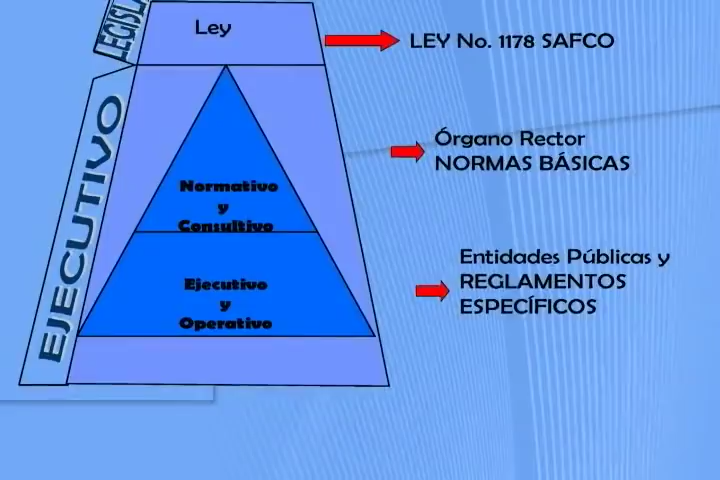 Ley
LEY No. 1178 SAFCO
EJECUTIVO
Órgano Rector
NORMAS BÁSICAS
Normativo
y
Consultivo
Entidades Públicas y
REGLAMENTOS
ESPECÍFICOS
Ejecutivo
y
Operativo